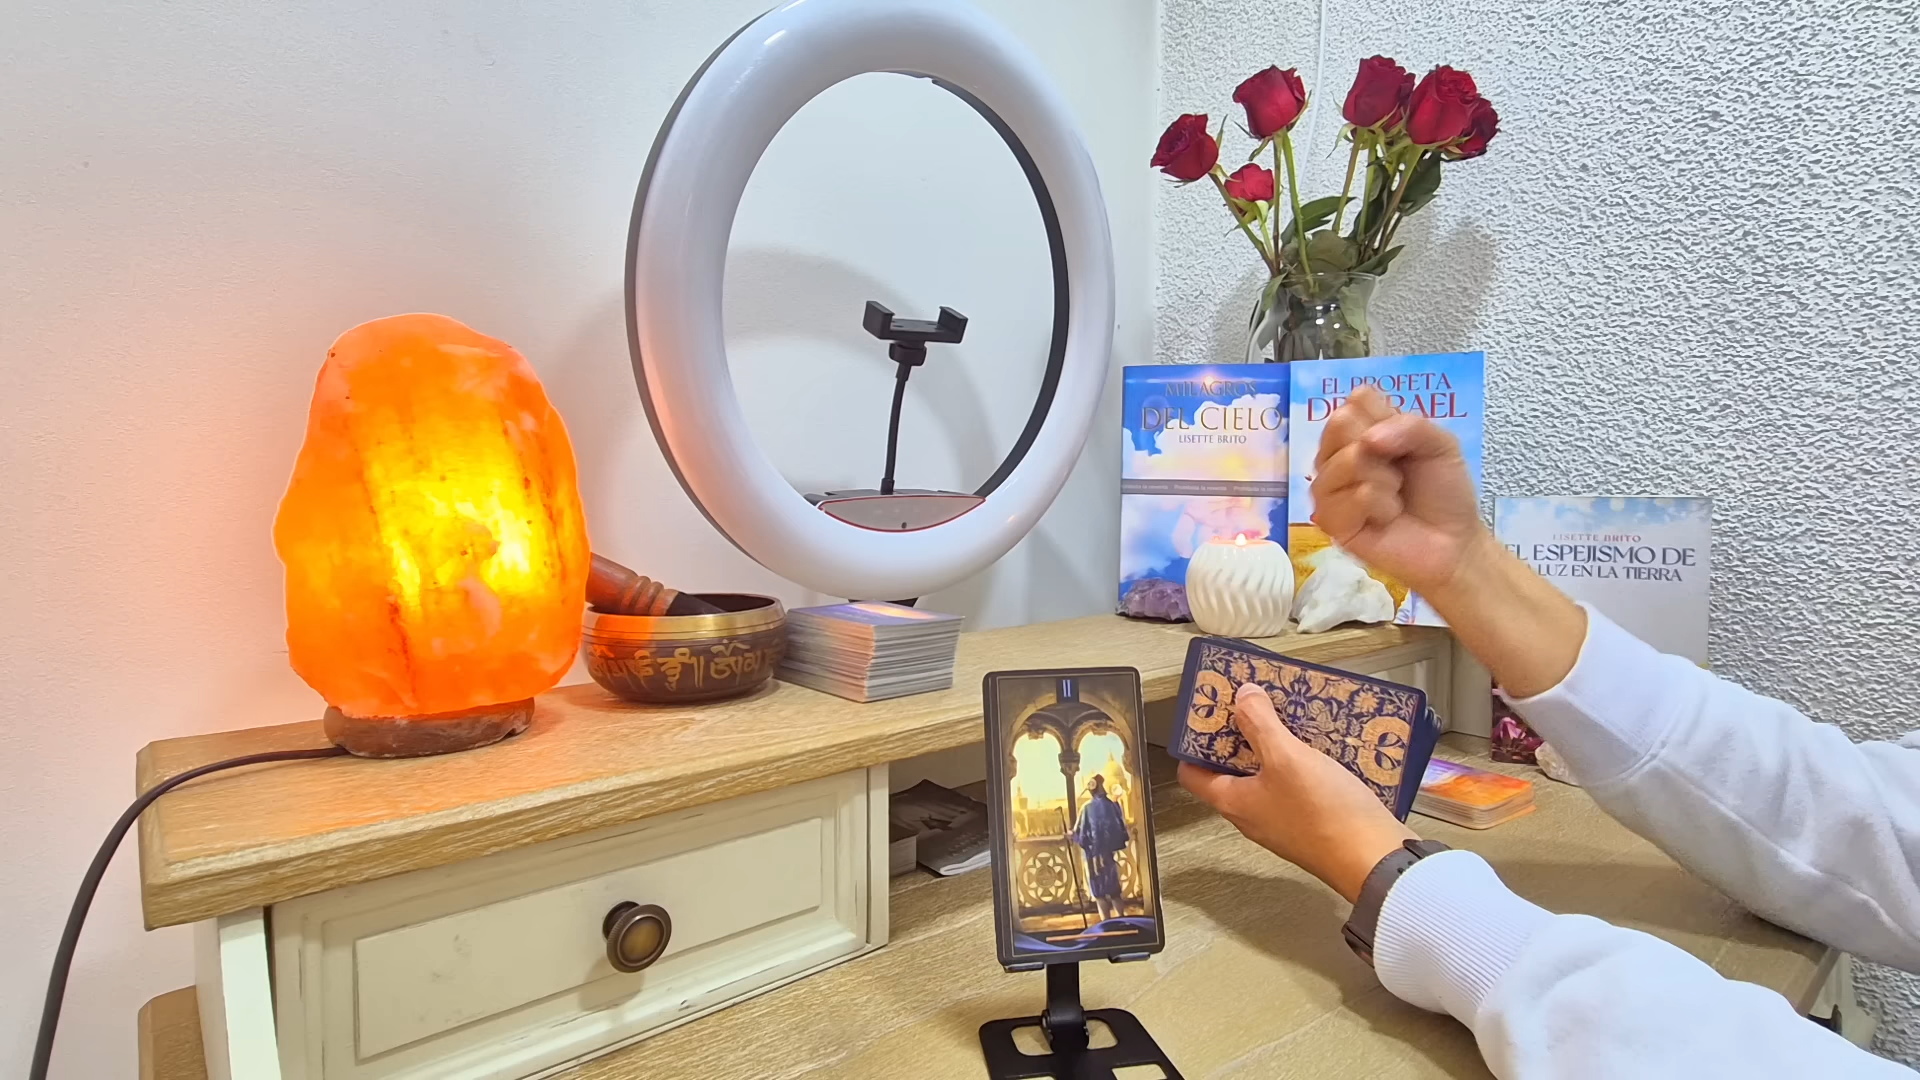 MILAGROS
DEL CIELO
LISETTE BRITO
EL PROFETA
LISETTE BRITO
EL ESPEJISMO DE
LUZ EN LA TIERRA
II